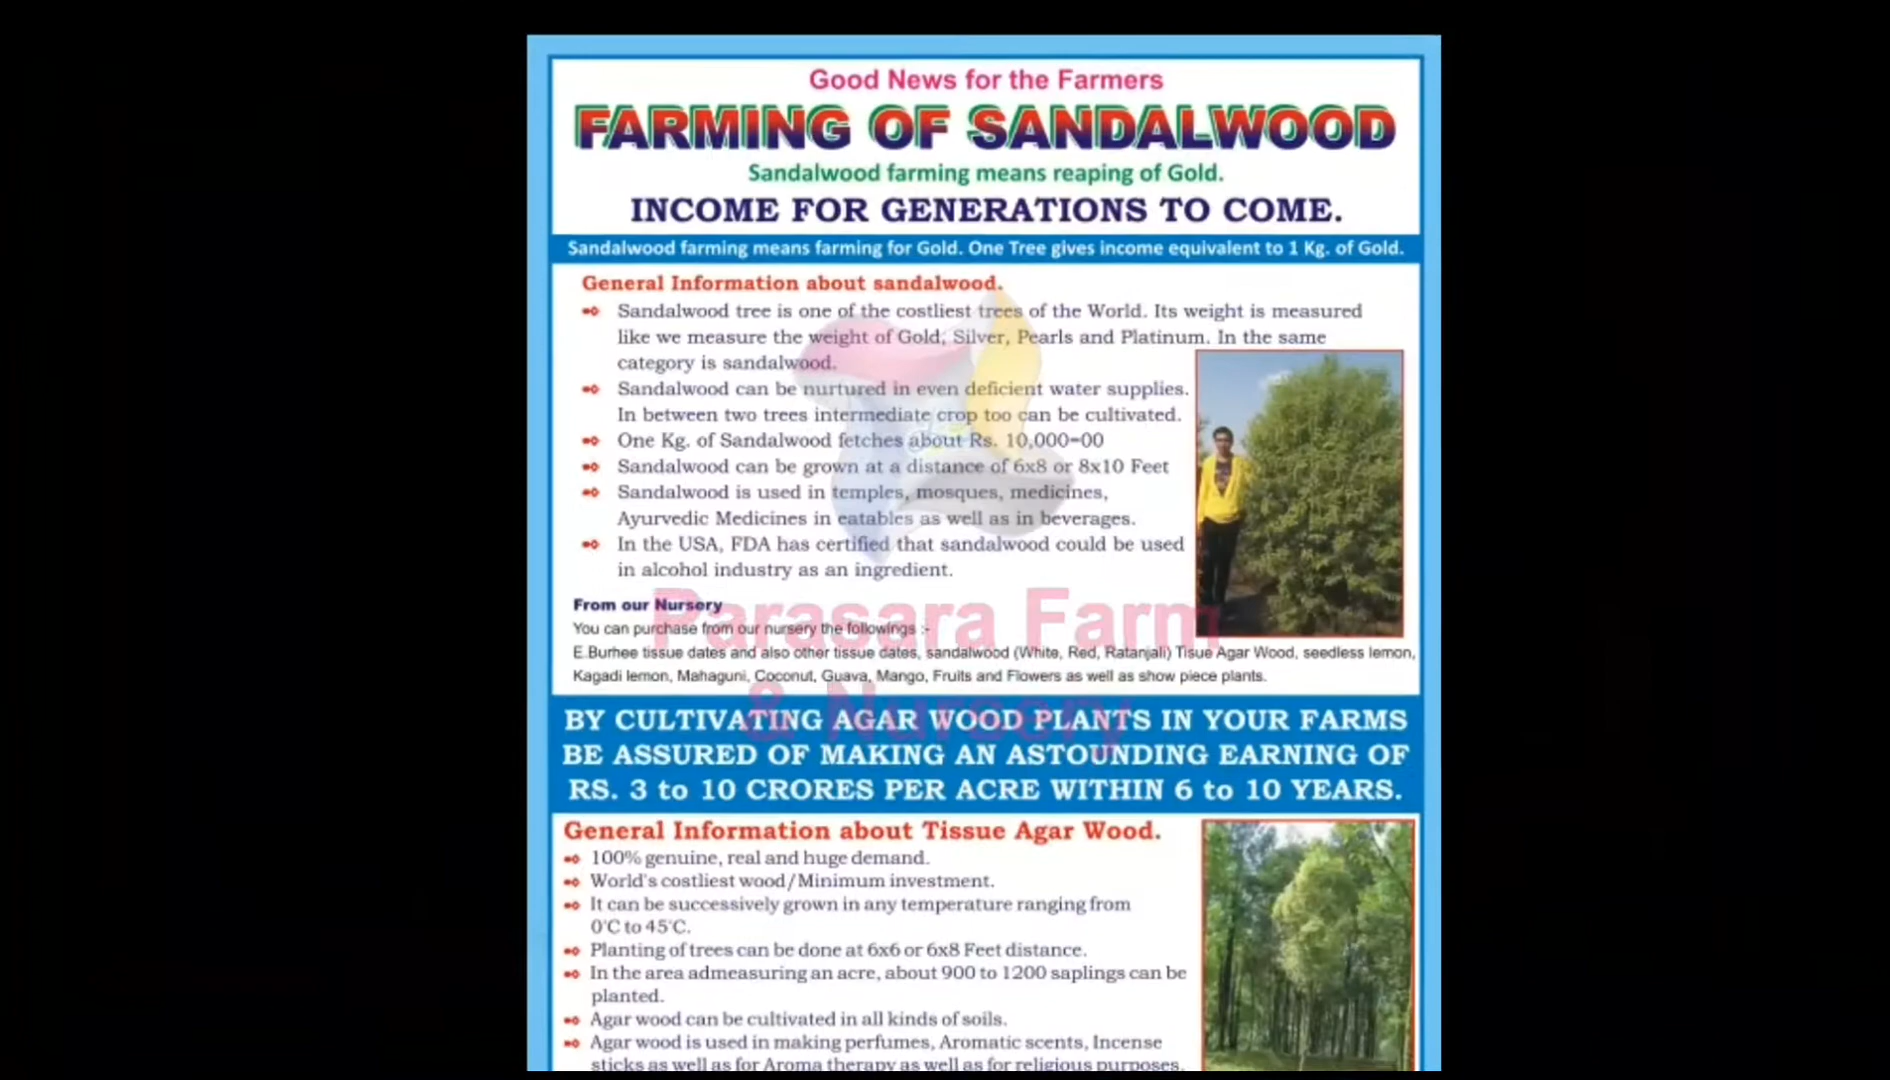 Good News for the Farmers
FARMING OF SANDALWOOD
Sandalwood farming means reaping of Gold.
INCOME FOR GENERATIONS TO COME.
Sandalwood farming means farming for Gold. One Tree gives income equivalent to 1 Kg. of Gold.
General Information about sandalwood.
Sandalwood tree is one of the costliest trees of the World. Its weight is measured
like we measure the weight of Gold, Silver, Pearls and Platinum. In the same
category is sandalwood.
Sandalwood can be nurtured in even deficient water supplies.
In between two trees intermediate crop too can be cultivated.
One Kg. of Sandalwood fetches about Rs. 10,000=00
Sandalwood can be grown at a distance of 6x8 or 8x10 Feet
Sandalwood is used in temples, mosques, medicines,
Ayurvedic Medicines in eatables as well as in beverages.
In the USA, FDA has certified that sandalwood could be used
in alcohol industry as an ingredient.
Parasara Farm
& Nursery
From our Nursery
You can purchase from our nursery the followings :-
E.Burhee tissue dates and also other tissue dates, sandalwood (White, Red, Ratanjali) Tisue Agar Wood, seedless lemon,
Kagadi lemon, Mahaguni, Coconut, Guava, Mango, Fruits and Flowers as well as show piece plants.
BY CULTIVATING AGAR WOOD PLANTS IN YOUR FARMS
BE ASSURED OF MAKING AN ASTOUNDING EARNING OF
RS. 3 to 10 CRORES PER ACRE WITHIN 6 to 10 YEARS.
General Information about Tissue Agar Wood.
100% genuine, real and huge demand.
World's costliest wood/Minimum investment.
It can be successively grown in any temperature ranging from
0°C to 45°C.
Planting of trees can be done at 6x6 or 6x8 Feet distance.
In the area admeasuring an acre, about 900 to 1200 saplings can be
planted.
Agar wood can be cultivated in all kinds of soils.
Agar wood is used in making perfumes, Aromatic scents, Incense
sticks as well as for Aroma therapy as well as for religious purposes.